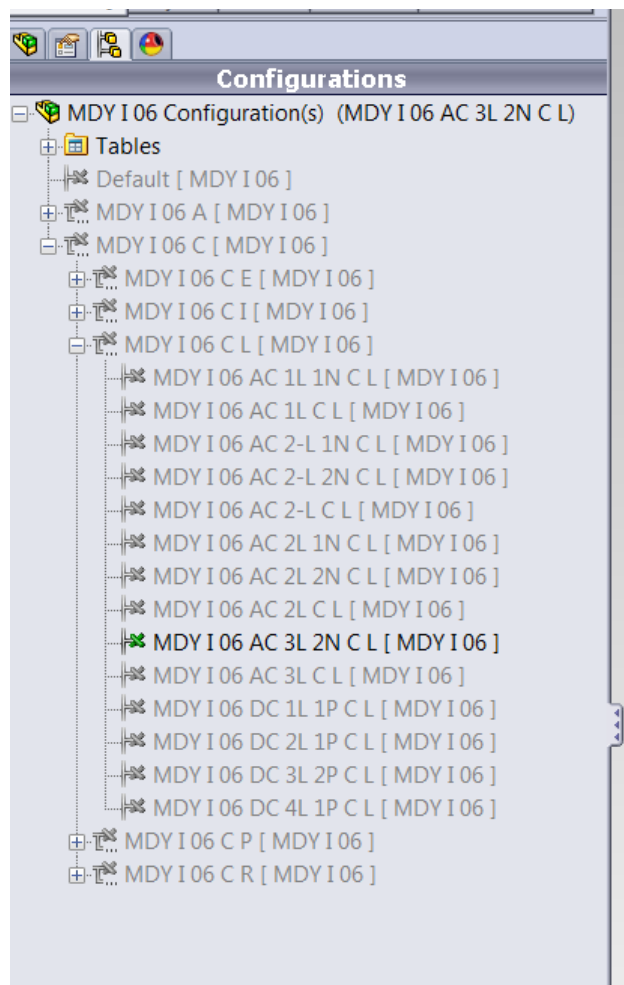 Configurations
MDY I 06 Configuration(s) (MDY I 06 AC 3L 2N C L)
Tables
Default [ MDY I 06 ]
MDY I 06 A [ MDY I 06 ]
MDY I 06 C [ MDY I 06 ]
MDY I 06 C E [ MDY I 06 ]
MDY I 06 C I [ MDY I 06 ]
MDY I 06 C L [ MDY I 06 ]
MDY I 06 AC 1L 1N C L [ MDY I 06 ]
MDY I 06 AC 1L C L [ MDY I 06 ]
MDY I 06 AC 2-L 1N C L [ MDY I 06 ]
MDY I 06 AC 2-L 2N C L [ MDY I 06 ]
MDY I 06 AC 2-L C L [ MDY I 06 ]
MDY I 06 AC 2L 1N C L [ MDY I 06 ]
MDY I 06 AC 2L 2N C L [ MDY I 06 ]
MDY I 06 AC 2L C L [ MDY I 06 ]
MDY I 06 AC 3L 2N C L [ MDY I 06 ]
MDY I 06 AC 3L C L [ MDY I 06 ]
MDY I 06 DC 1L 1P C L [ MDY I 06 ]
MDY I 06 DC 2L 1P C L [ MDY I 06 ]
MDY I 06 DC 3L 2P C L [ MDY I 06 ]
MDY I 06 DC 4L 1P C L [ MDY I 06 ]
MDY I 06 C P [ MDY I 06 ]
MDY I 06 C R [ MDY I 06 ]